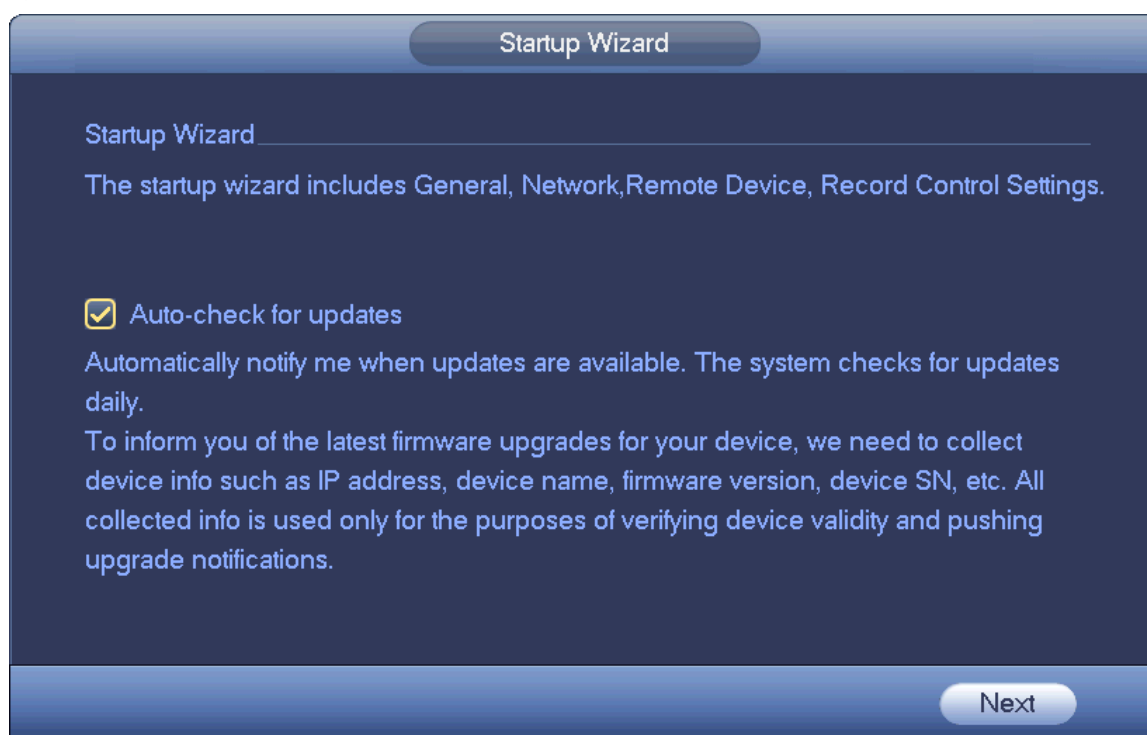 Startup Wizard
Startup Wizard
The startup wizard includes General, Network,Remote Device, Record Control Settings.
Auto-check for updates
Automatically notify me when updates are available. The system checks for updates
daily.
To inform you of the latest firmware upgrades for your device, we need to collect
device info such as IP address, device name, firmware version, device SN, etc. All
collected info is used only for the purposes of verifying device validity and pushing
upgrade notifications.
Next